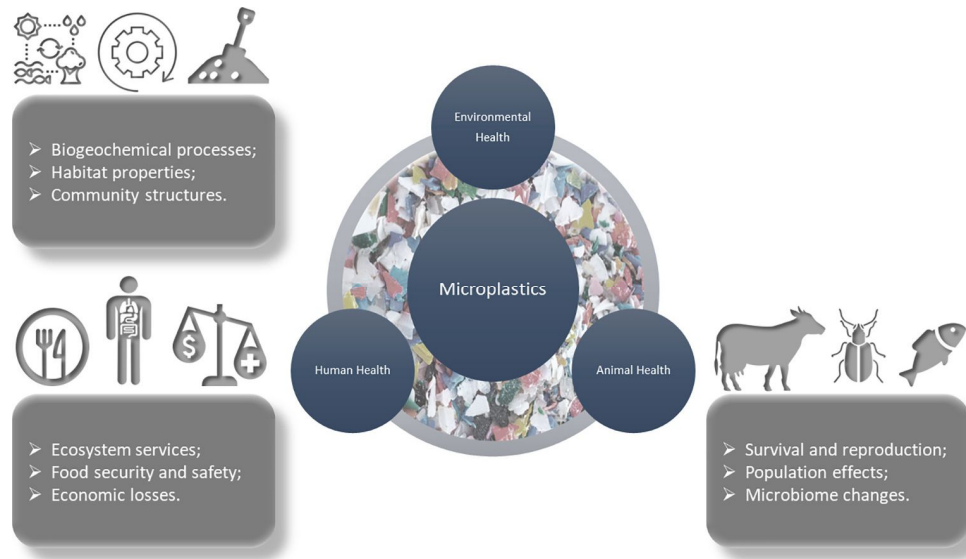 Environmental
Health
➢ Biogeochemical processes;
➢ Habitat properties;
➢ Community structures.
Microplastics
Human Health
Animal Health
$
➢ Ecosystem services;
➢ Food security and safety;
➢ Economic losses.
➢ Survival and reproduction;
➢ Population effects;
➢ Microbiome changes.